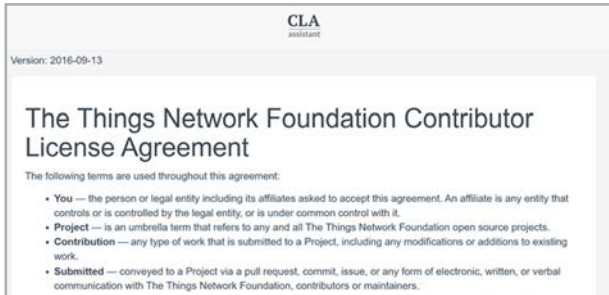 CLA
assistant
Version: 2016-09-13
The Things Network Foundation Contributor
License Agreement
The following terms are used throughout this agreement:
• You — the person or legal entity including its affiliates asked to accept this agreement. An affiliate is any entity that
controls or is controlled by the legal entity, or is under common control with it.
• Project — is an umbrella term that refers to any and all The Things Network Foundation open source projects.
• Contribution — any type of work that is submitted to a Project, including any modifications or additions to existing
work.
• Submitted — conveyed to a Project via a pull request, commit, issue, or any form of electronic, written, or verbal
communication with The Things Network Foundation, contributors or maintainers.